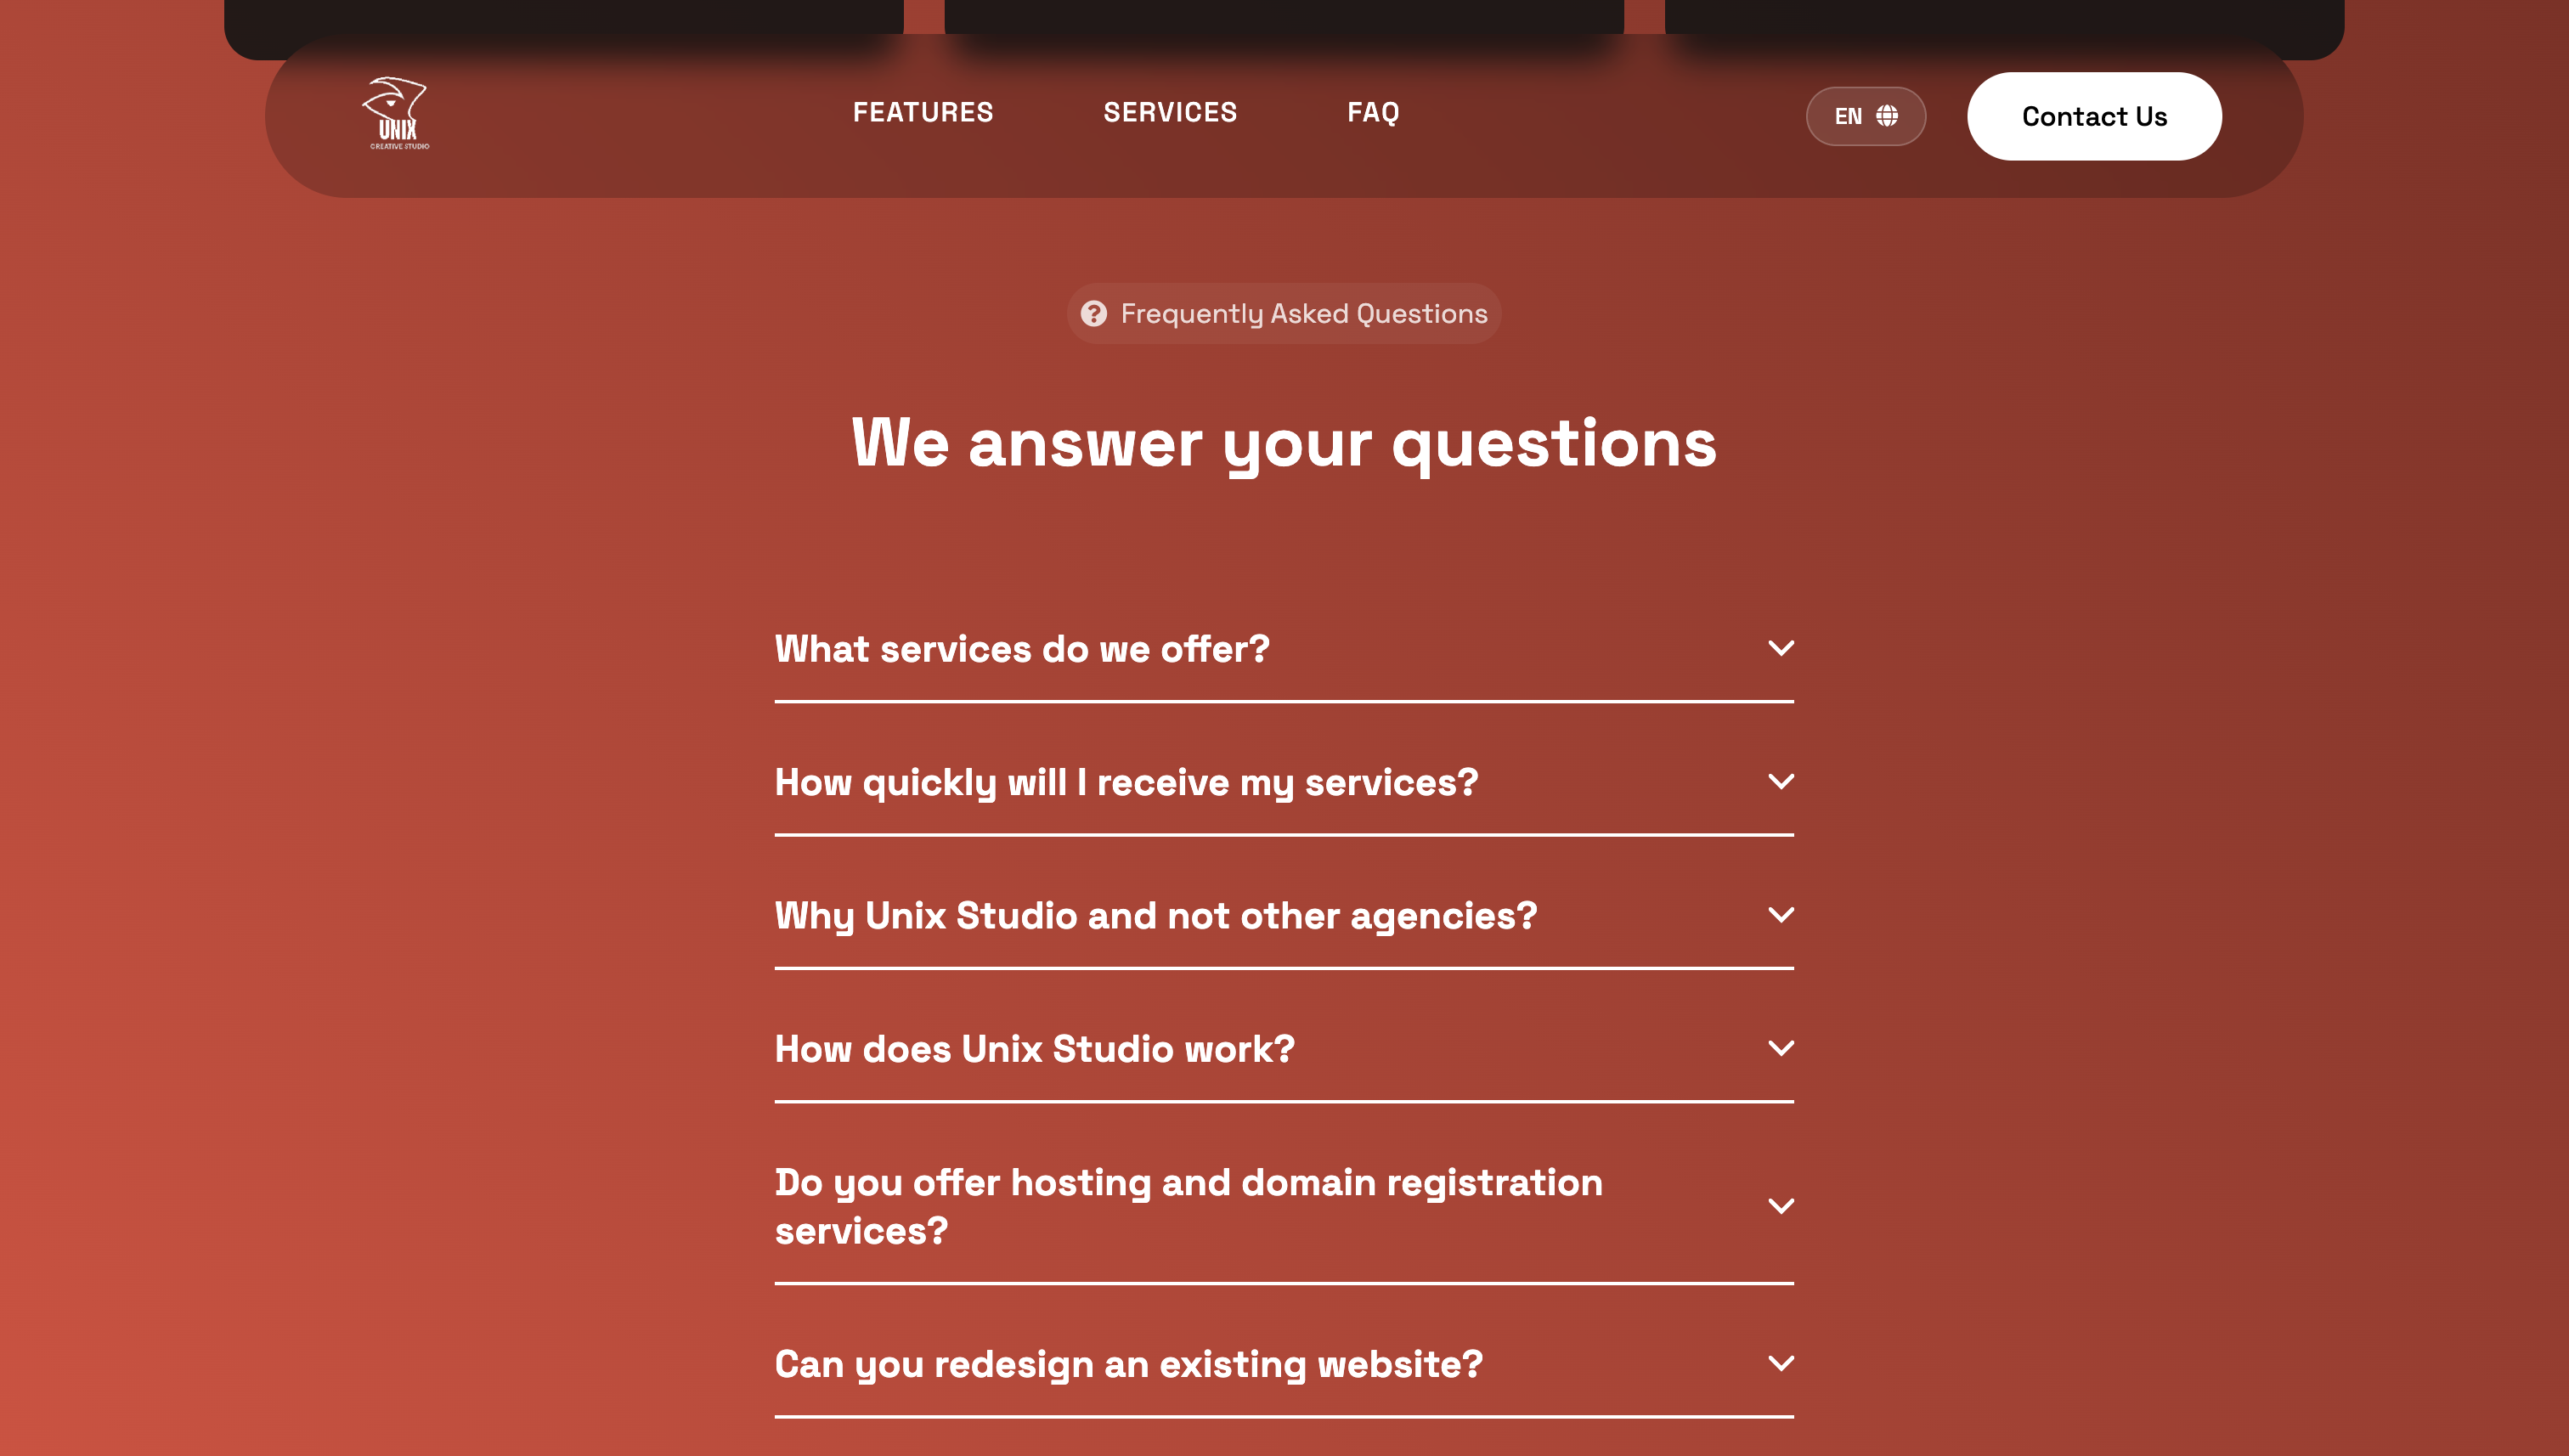 UNIX
CREATIVE STUDIO
FEATURES
SERVICES
FAQ
EN
Contact Us
Frequently Asked Questions
We answer your questions
What services do we offer?
How quickly will I receive my services?
Why Unix Studio and not other agencies?
How does Unix Studio work?
Do you offer hosting and domain registration
services?
Can you redesign an existing website?